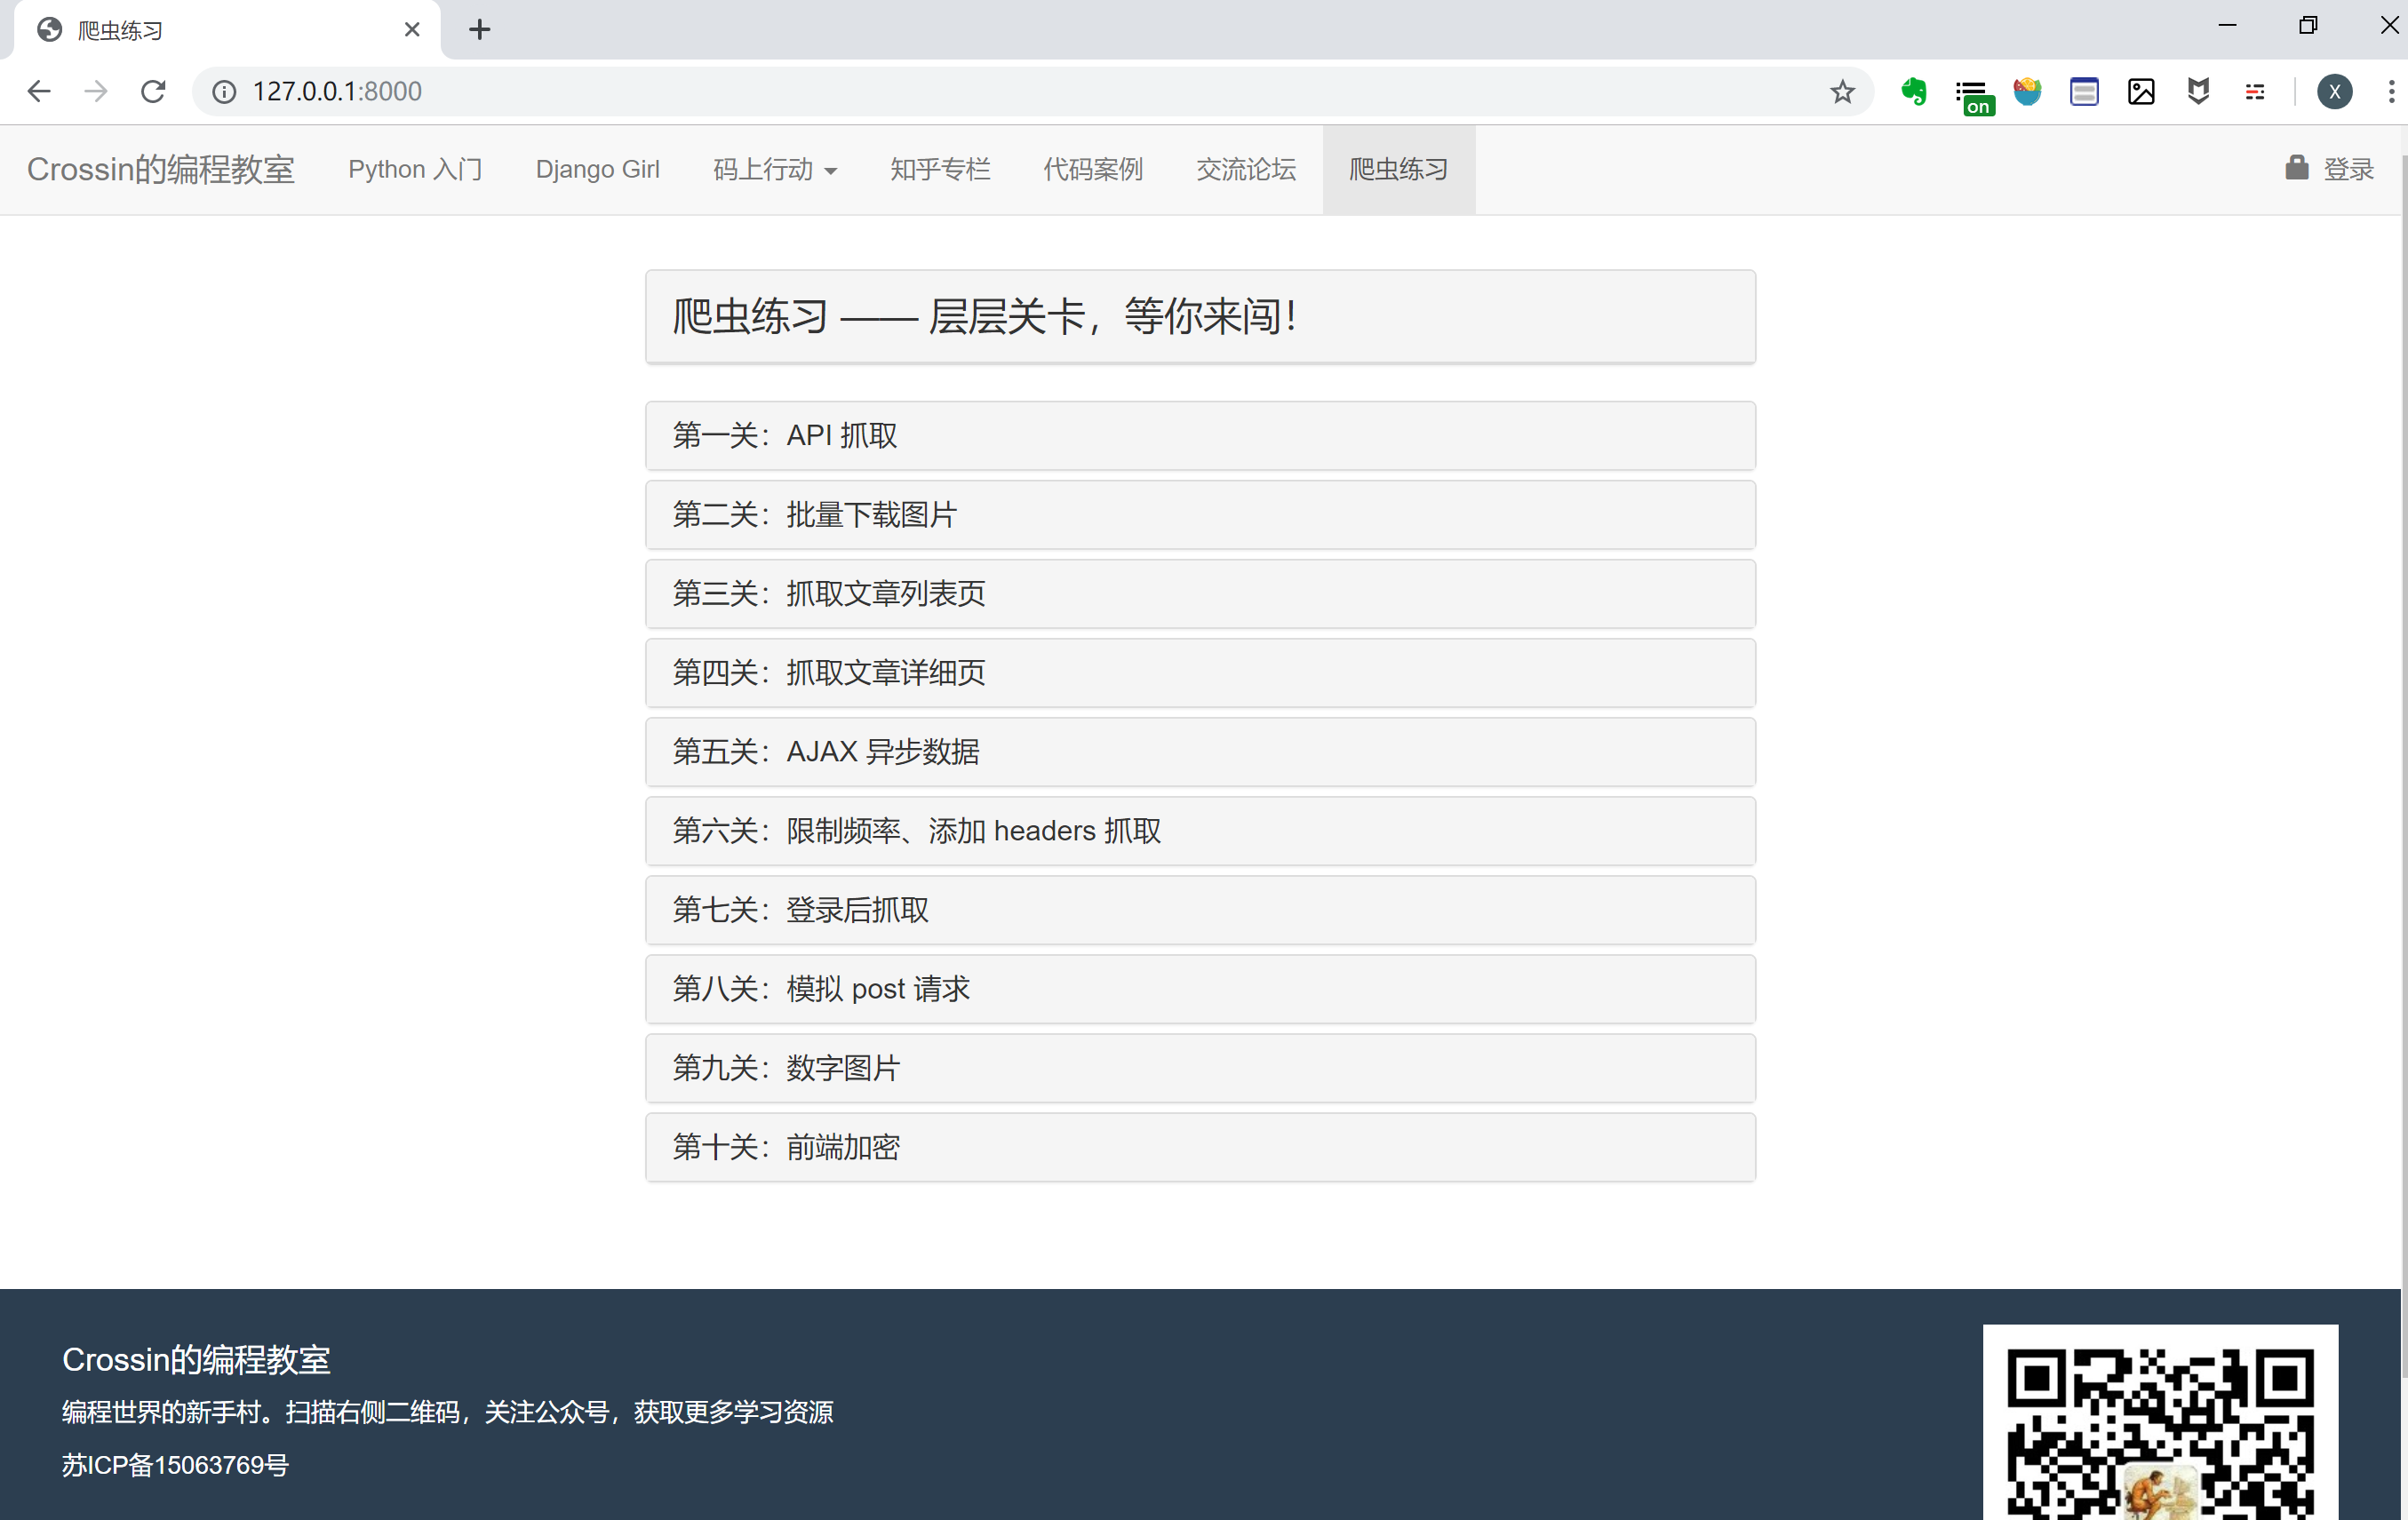 爬虫练习
127.0.0.1:8000
on
X
Crossin的编程教室 Python 入门 Django Girl 码上行动 知乎专栏 代码案例 交流论坛 爬虫练习 登录
爬虫练习 —— 层层关卡，等你来闯！
第一关：API 抓取
第二关：批量下载图片
第三关：抓取文章列表页
第四关：抓取文章详细页
第五关：AJAX 异步数据
第六关：限制频率、添加 headers 抓取
第七关：登录后抓取
第八关：模拟 post 请求
第九关：数字图片
第十关：前端加密
Crossin的编程教室
编程世界的新手村。扫描右侧二维码，关注公众号，获取更多学习资源
苏ICP备15063769号